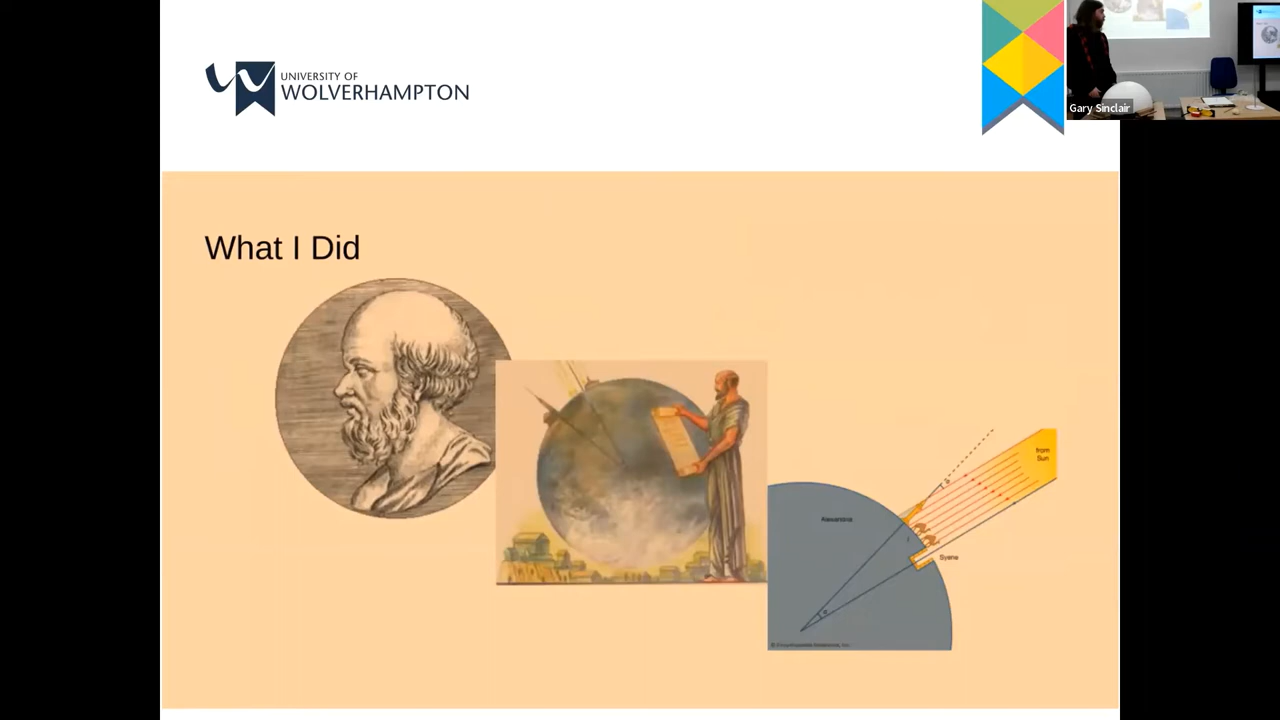 UNIVERSITY OF
WOLVERHAMPTON
Gary Sinclair
What I Did
from
Sun
Alexandria
Syene